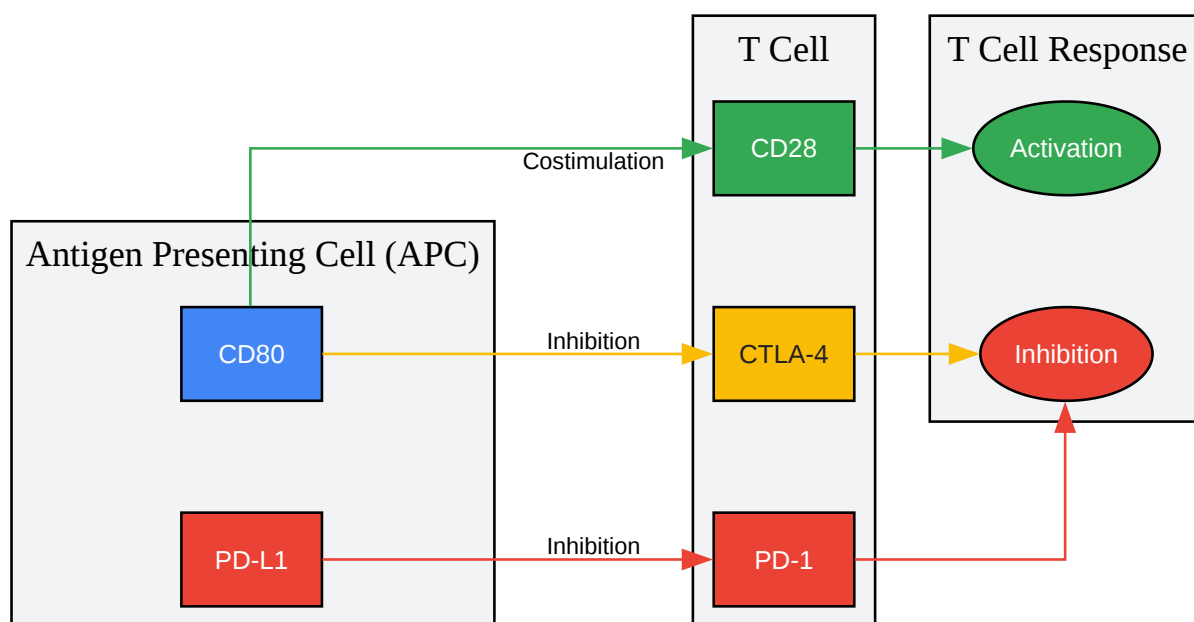 T Cell
T Cell Response
CD28
Activation
Costimulation
Antigen Presenting Cell (APC)
CD80
Inhibition
CTLA-4
Inhibition
PD-L1
Inhibition
PD-1